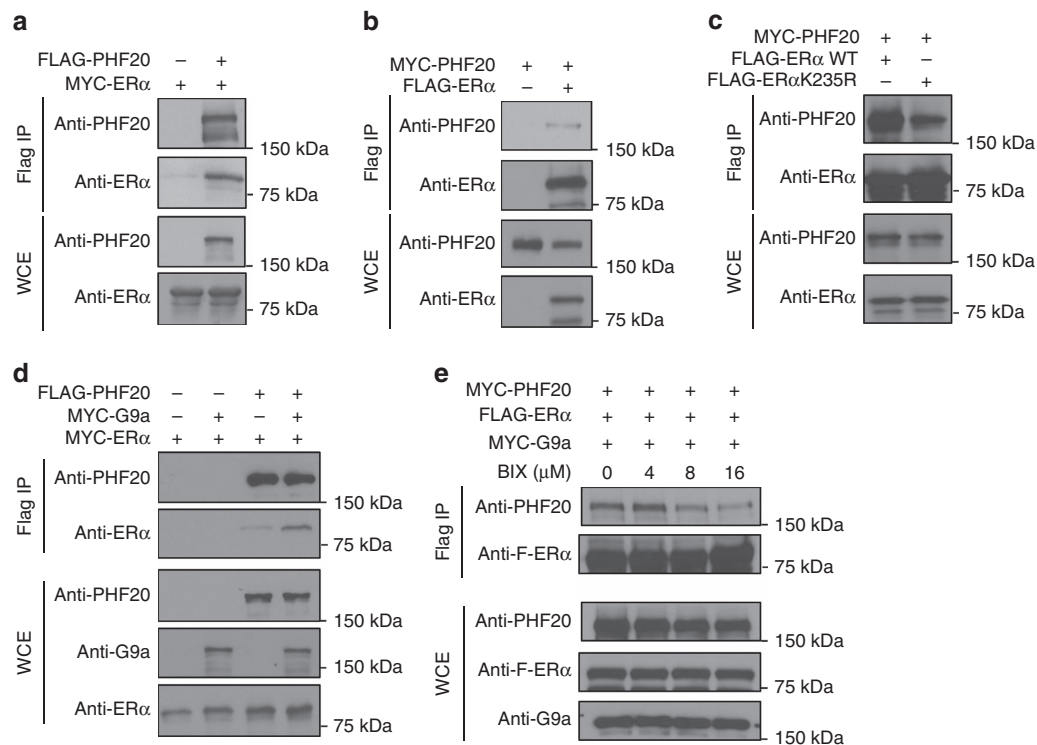 a
FLAG-PHF20 – +
MYC-ERα + +
Flag IP
Anti-PHF20
150 kDa
Anti-ERα
75 kDa
WCE
Anti-PHF20
150 kDa
Anti-ERα
75 kDa
b
MYC-PHF20 + +
FLAG-ERα – +
Flag IP
Anti-PHF20
150 kDa
Anti-ERα
75 kDa
WCE
Anti-PHF20
150 kDa
Anti-ERα
75 kDa
c
MYC-PHF20 + +
FLAG-ERα WT + –
FLAG-ERαK235R – +
Flag IP
Anti-PHF20
150 kDa
Anti-ERα
75 kDa
WCE
Anti-PHF20
150 kDa
Anti-ERα
75 kDa
d
FLAG-PHF20 – – + +
MYC-G9a – + – +
MYC-ERα + + + +
Flag IP
Anti-PHF20
150 kDa
Anti-ERα
75 kDa
WCE
Anti-PHF20
150 kDa
Anti-G9a
150 kDa
Anti-ERα
75 kDa
e
MYC-PHF20 + + + +
FLAG-ERα + + + +
MYC-G9a + + + +
BIX (μM) 0 4 8 16
Flag IP
Anti-PHF20
150 kDa
Anti-F-ERα
75 kDa
WCE
Anti-PHF20
150 kDa
Anti-F-ERα
75 kDa
Anti-G9a
150 kDa